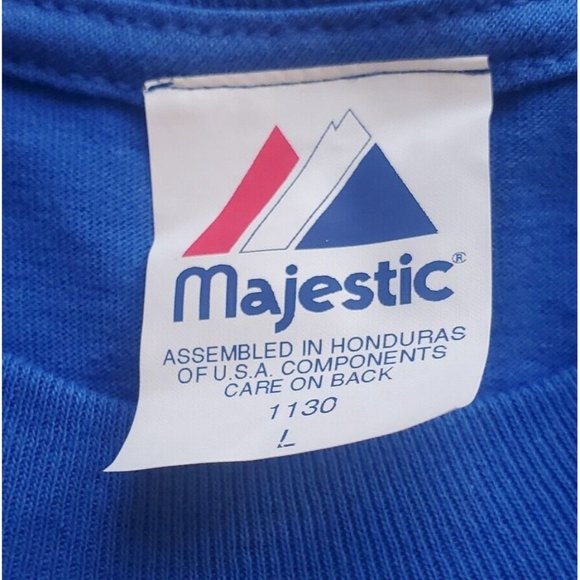 majestic®
ASSEMBLED IN HONDURAS
OF U.S.A. COMPONENTS
CARE ON BACK
1130
L